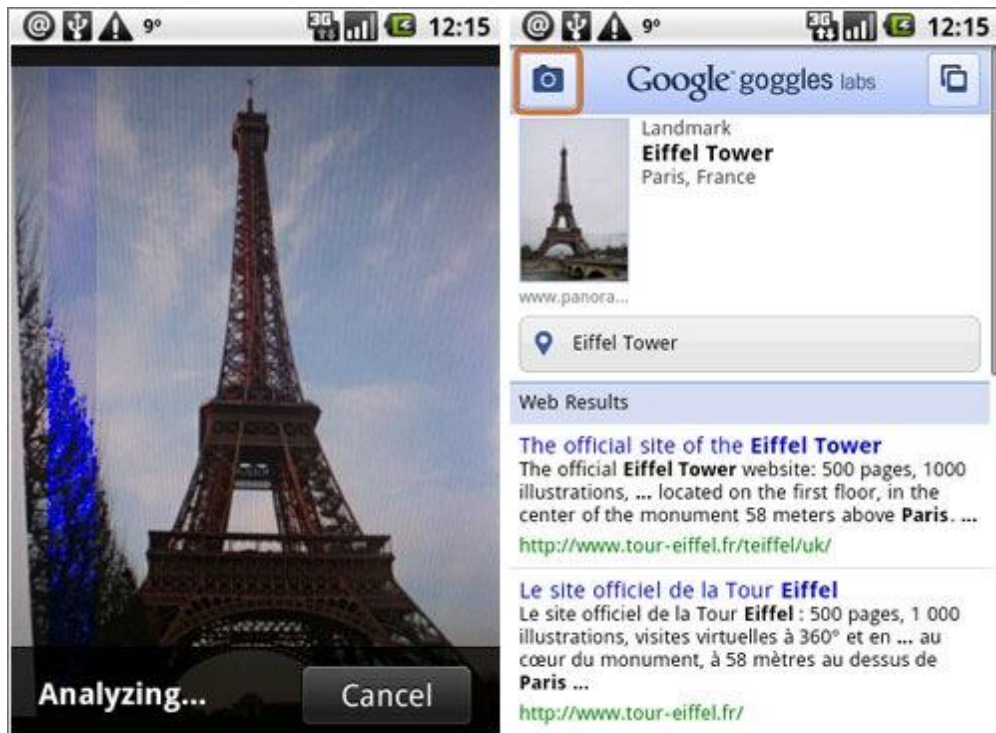 9°
3G
12:15
Analyzing...
Cancel
9°
3G
12:15
Google goggles labs
Landmark
Eiffel Tower
Paris, France
www.panora...
Eiffel Tower
Web Results
The official site of the Eiffel Tower
The official Eiffel Tower website: 500 pages, 1000
illustrations, ... located on the first floor, in the
center of the monument 58 meters above Paris. ...
http://www.tour-eiffel.fr/teiffel/uk/
Le site officiel de la Tour Eiffel
Le site officiel de la Tour Eiffel : 500 pages, 1 000
illustrations, visites virtuelles à 360° et en ... au
cœur du monument, à 58 mètres au dessus de
Paris ...
http://www.tour-eiffel.fr/